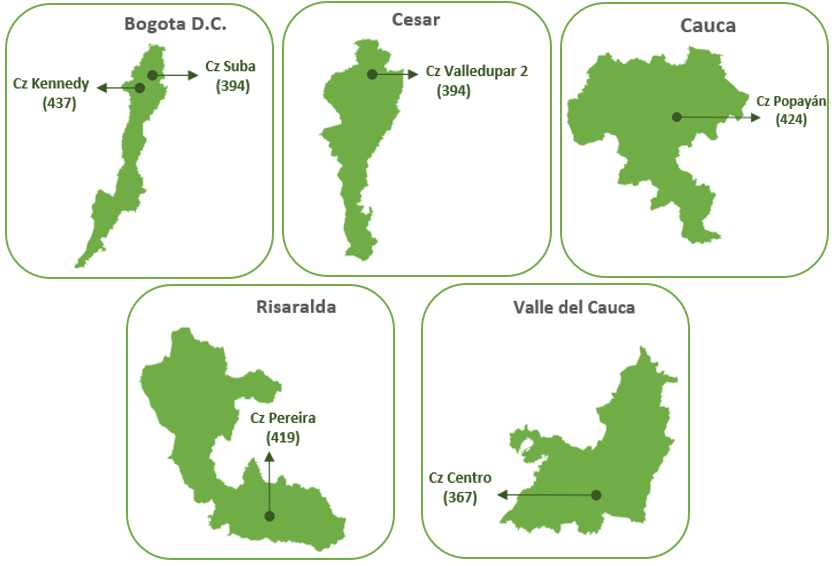 Bogota D.C.
Cz Suba
(394)
Cz Kennedy
(437)
Cesar
Cz Valledupar 2
(394)
Cauca
Cz Popayán
(424)
Risaralda
Cz Pereira
(419)
Valle del Cauca
Cz Centro
(367)